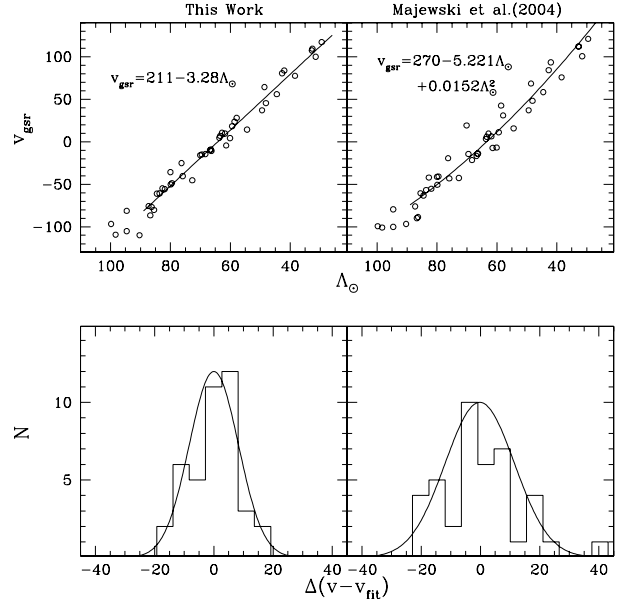 This Work
Majewski et al.(2004)
100
50
0
−50
−100
v_gsr
v_gsr=211−3.28Λ
v_gsr=270−5.221Λ
+0.0152Λ²
100 80 60 40
100 80 60 40
Λ_⊙
10
5
N
−40 −20 0 20 40
−40 −20 0 20 40
Δ(v−v_fit)